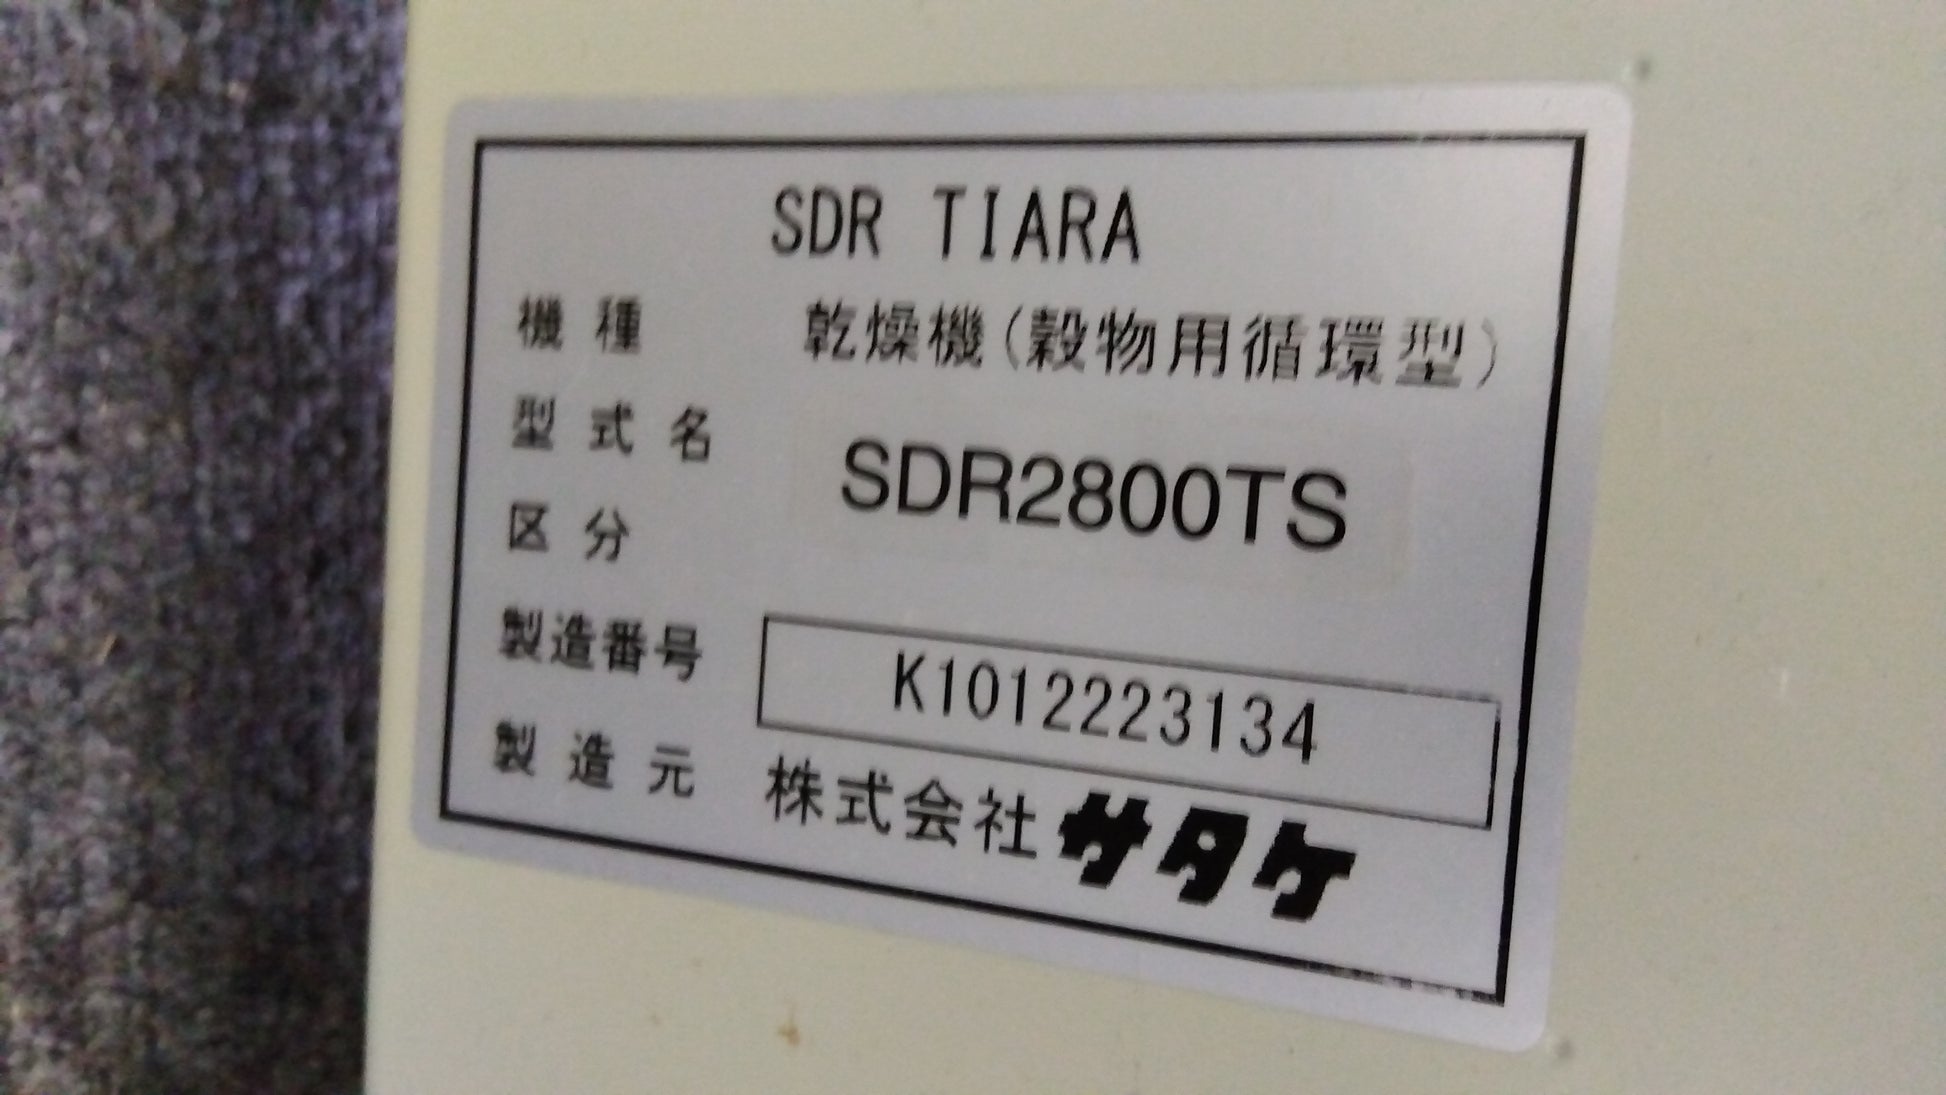 SDR TIARA
機種 乾燥機(穀物用循環型)
型式名 SDR2800TS
区分
製造番号 K1012223134
製造元 株式会社サタケ